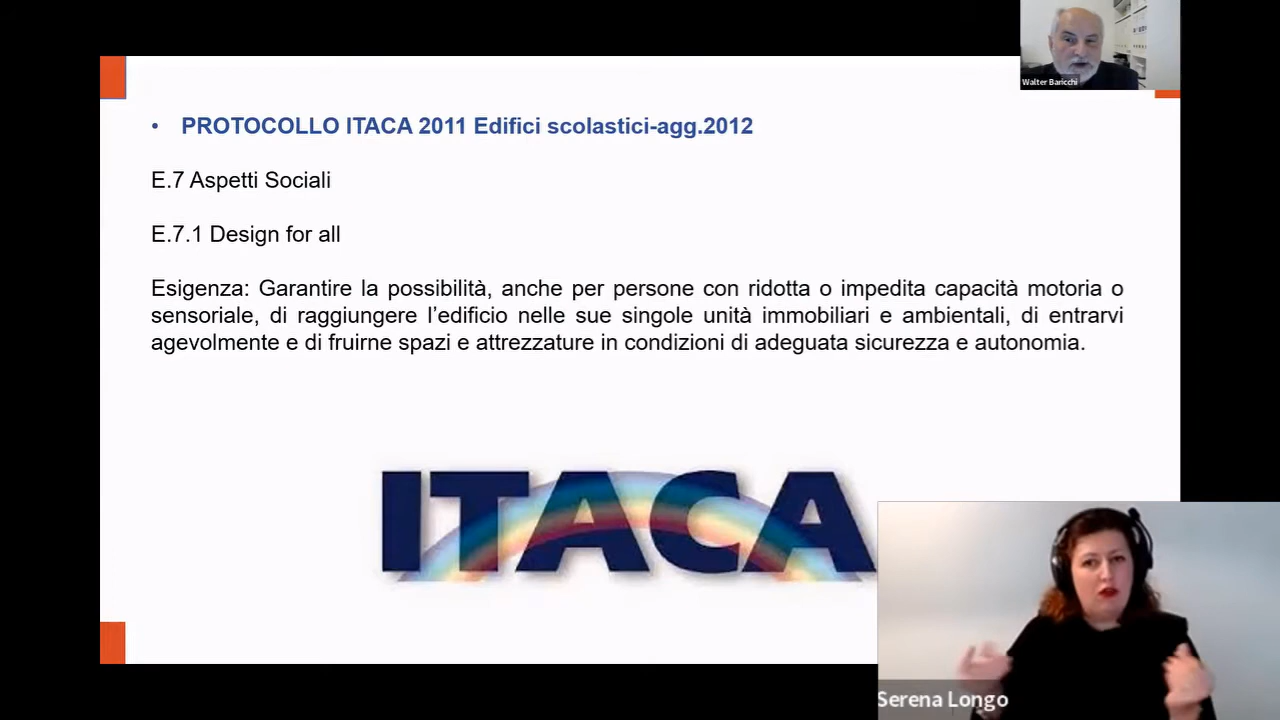 Walter Baricchi
• PROTOCOLLO ITACA 2011 Edifici scolastici-agg.2012
E.7 Aspetti Sociali
E.7.1 Design for all
Esigenza: Garantire la possibilità, anche per persone con ridotta o impedita capacità motoria o
sensoriale, di raggiungere l’edificio nelle sue singole unità immobiliari e ambientali, di entrarvi
agevolmente e di fruirne spazi e attrezzature in condizioni di adeguata sicurezza e autonomia.
ITACA
Serena Longo